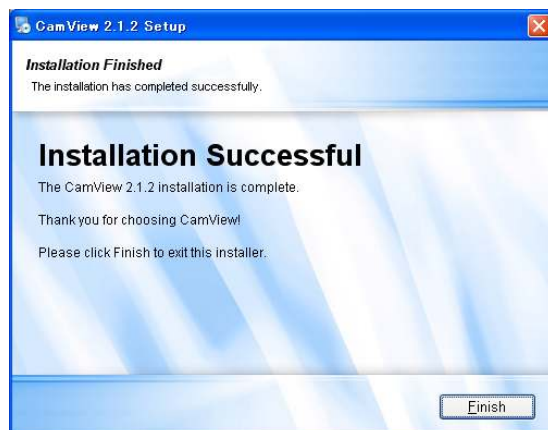 CamView 2.1.2 Setup
Installation Finished
The installation has completed successfully.
Installation Successful
The CamView 2.1.2 installation is complete.
Thank you for choosing CamView!
Please click Finish to exit this installer.
Finish